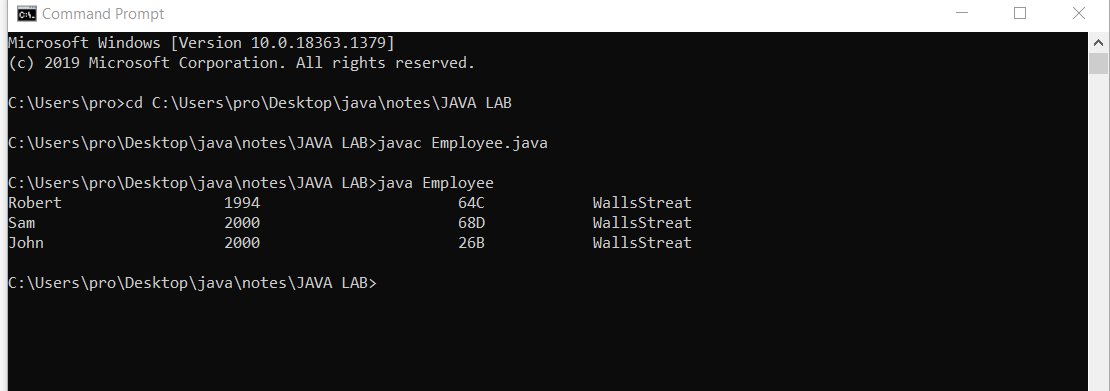 Command Prompt
Microsoft Windows [Version 10.0.18363.1379]
(c) 2019 Microsoft Corporation. All rights reserved.
C:\Users\pro>cd C:\Users\pro\Desktop\java\notes\JAVA LAB
C:\Users\pro\Desktop\java\notes\JAVA LAB>javac Employee.java
C:\Users\pro\Desktop\java\notes\JAVA LAB>java Employee
Robert 1994 64C WallsStreat
Sam 2000 68D WallsStreat
John 2000 26B WallsStreat
C:\Users\pro\Desktop\java\notes\JAVA LAB>